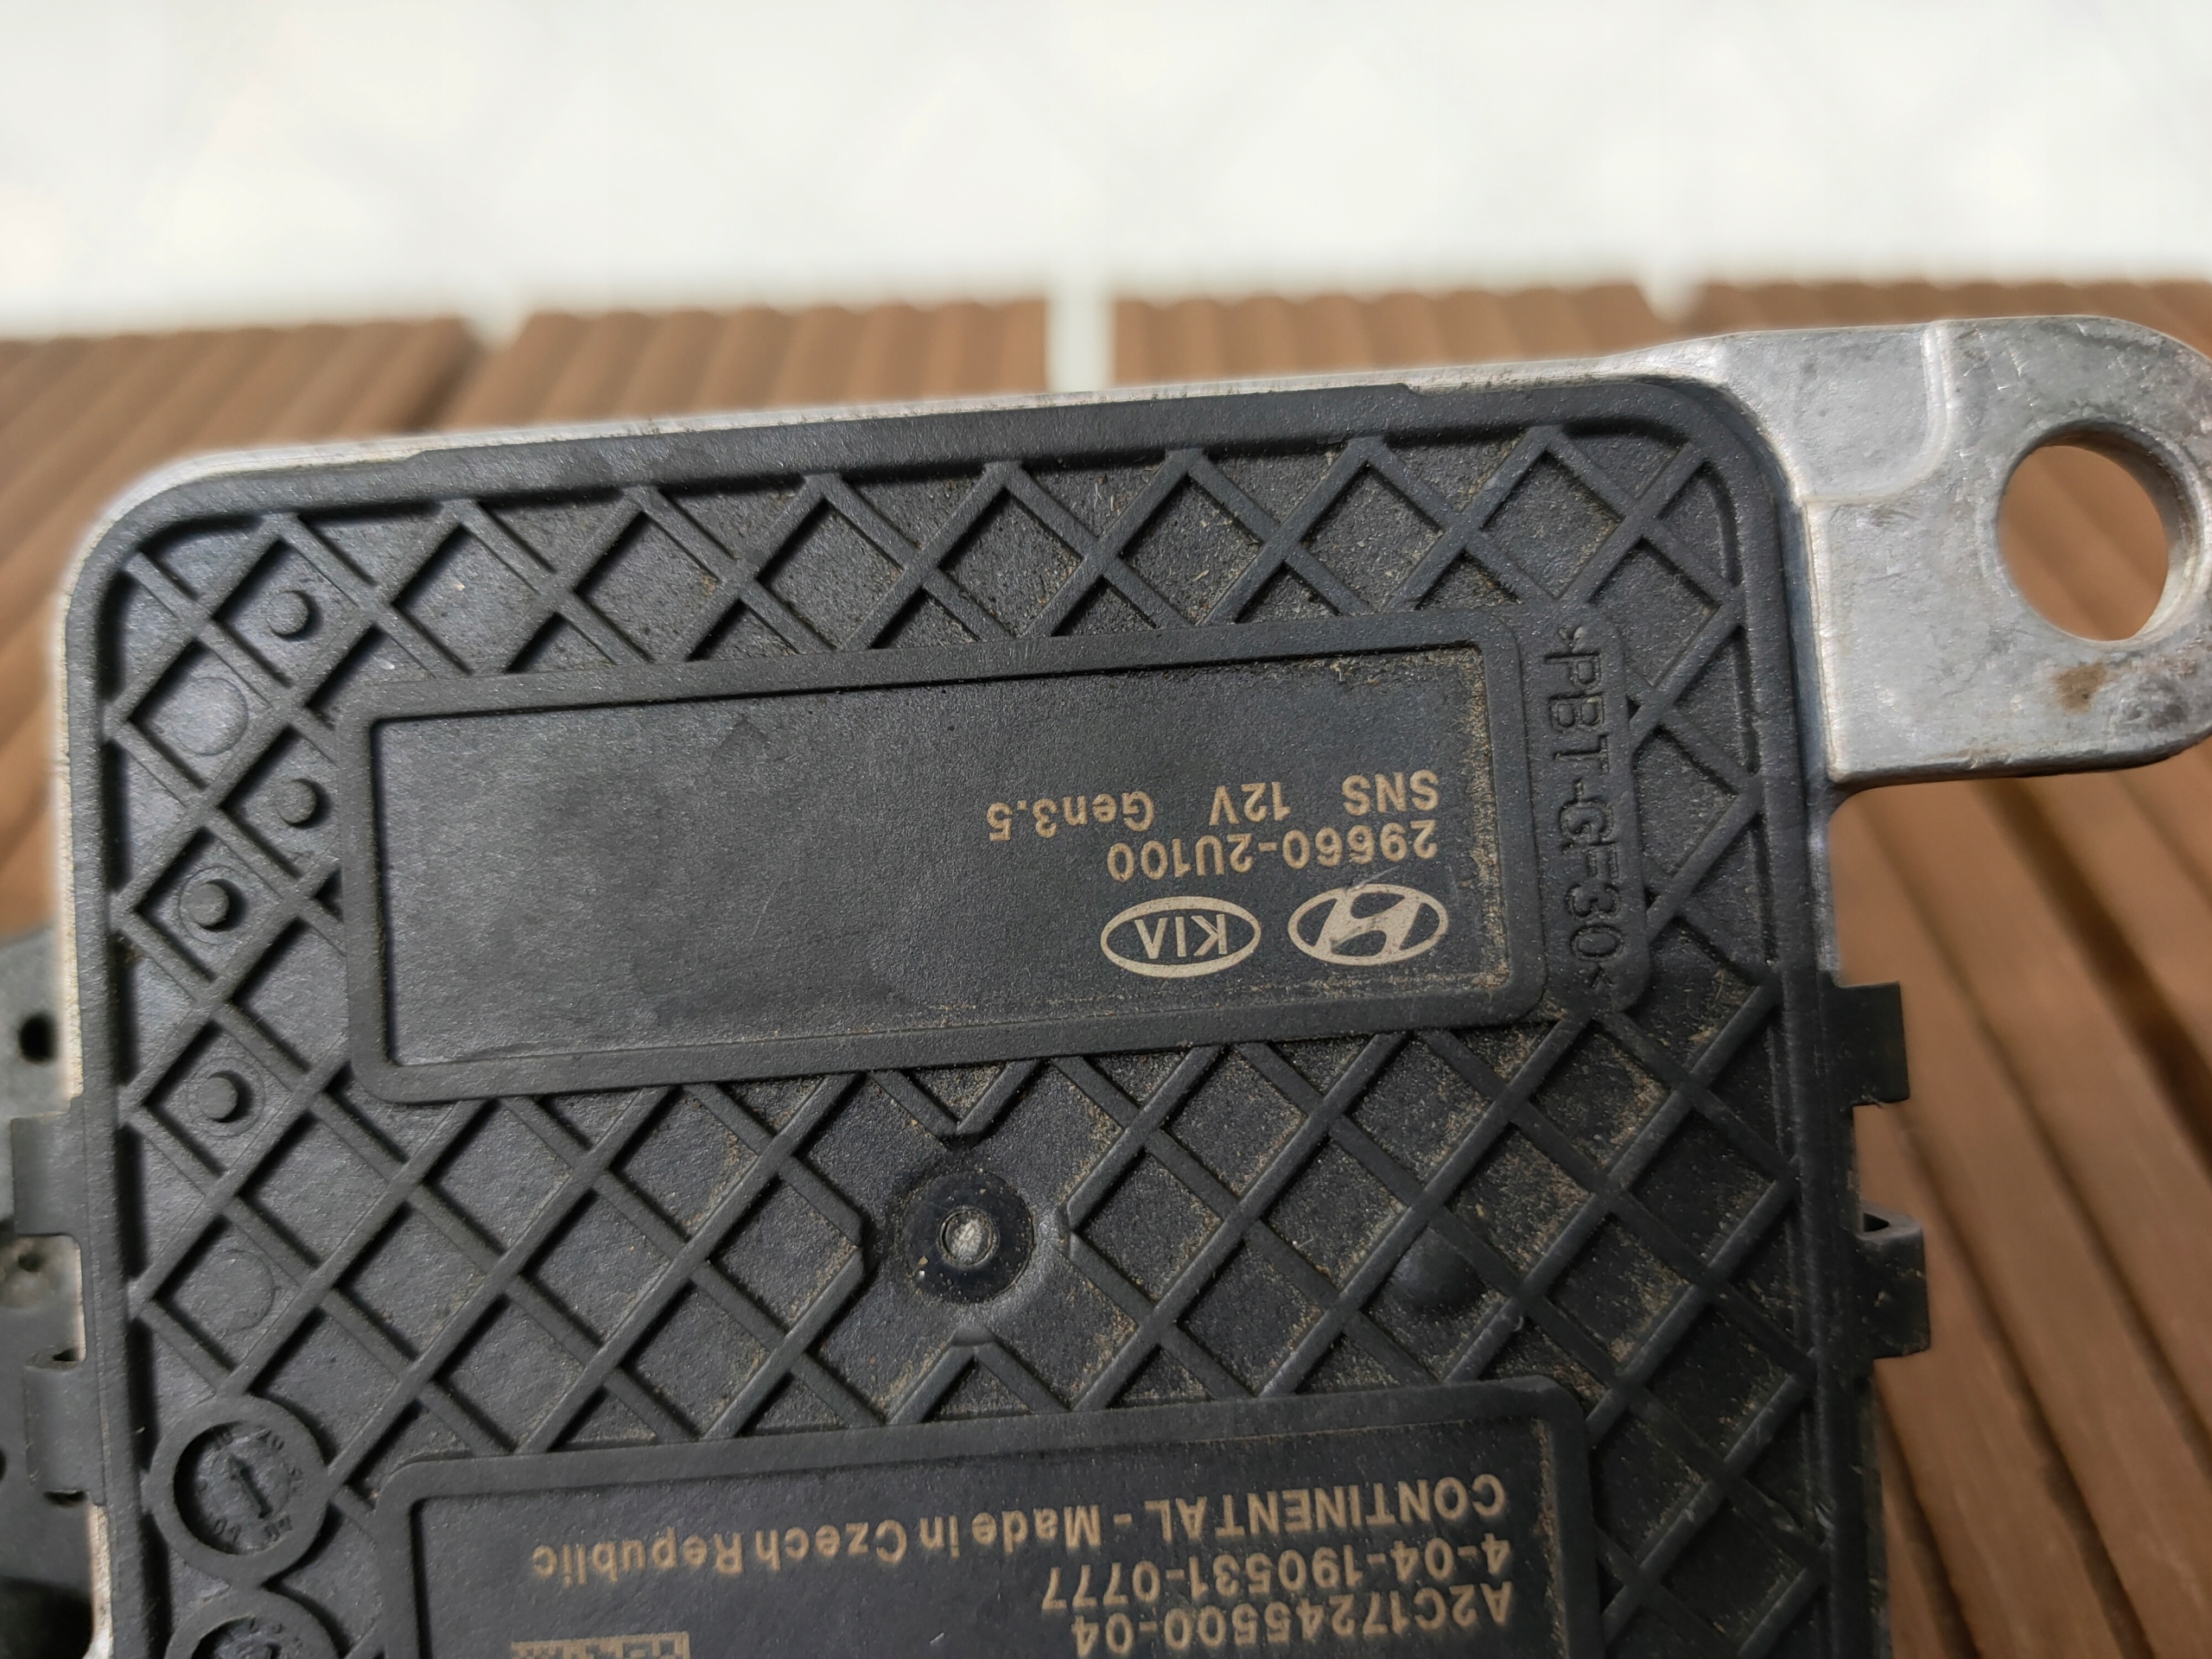 KIA
29660-2U100
SNS 12V Gen3.5
>PBT-GF30<
A2C17245500-04
4-04-190531-0777
CONTINENTAL - Made in Czech Republic